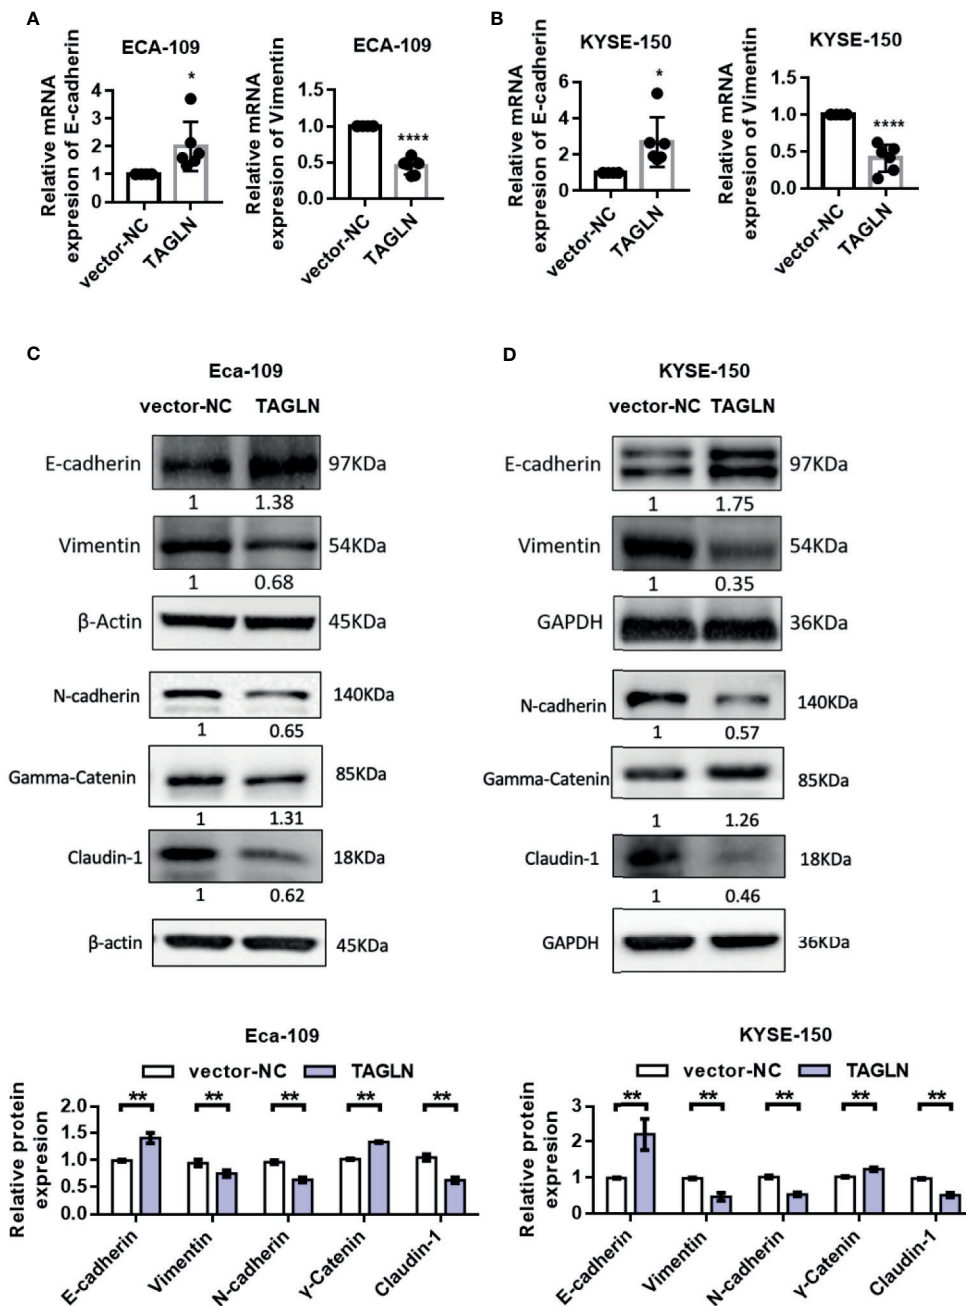 A
ECA-109
Relative mRNA
expresion of E-cadherin
4
3
2
1
0
*
vector-NC
TAGLN
ECA-109
Relative mRNA
expresion of Vimentin
1.5
1.0
0.5
0.0
****
vector-NC
TAGLN
B
KYSE-150
Relative mRNA
expresion of E-cadherin
6
4
2
0
*
vector-NC
TAGLN
KYSE-150
Relative mRNA
expresion of Vimentin
1.5
1.0
0.5
0.0
****
vector-NC
TAGLN
C
Eca-109
vector-NC TAGLN
E-cadherin 97KDa
1 1.38
Vimentin 54KDa
1 0.68
β-Actin 45KDa
N-cadherin 140KDa
1 0.65
Gamma-Catenin 85KDa
1 1.31
Claudin-1 18KDa
1 0.62
β-actin 45KDa
Eca-109
vector-NC TAGLN
Relative protein
expresion
2.0
1.5
1.0
0.5
0.0
** ** ** ** **
E-cadherin
Vimentin
N-cadherin
γ-Catenin
Claudin-1
D
KYSE-150
vector-NC TAGLN
E-cadherin 97KDa
1 1.75
Vimentin 54KDa
1 0.35
GAPDH 36KDa
N-cadherin 140KDa
1 0.57
Gamma-Catenin 85KDa
1 1.26
Claudin-1 18KDa
1 0.46
GAPDH 36KDa
KYSE-150
vector-NC TAGLN
Relative protein
expresion
3
2
1
0
** ** ** ** **
E-cadherin
Vimentin
N-cadherin
γ-Catenin
Claudin-1